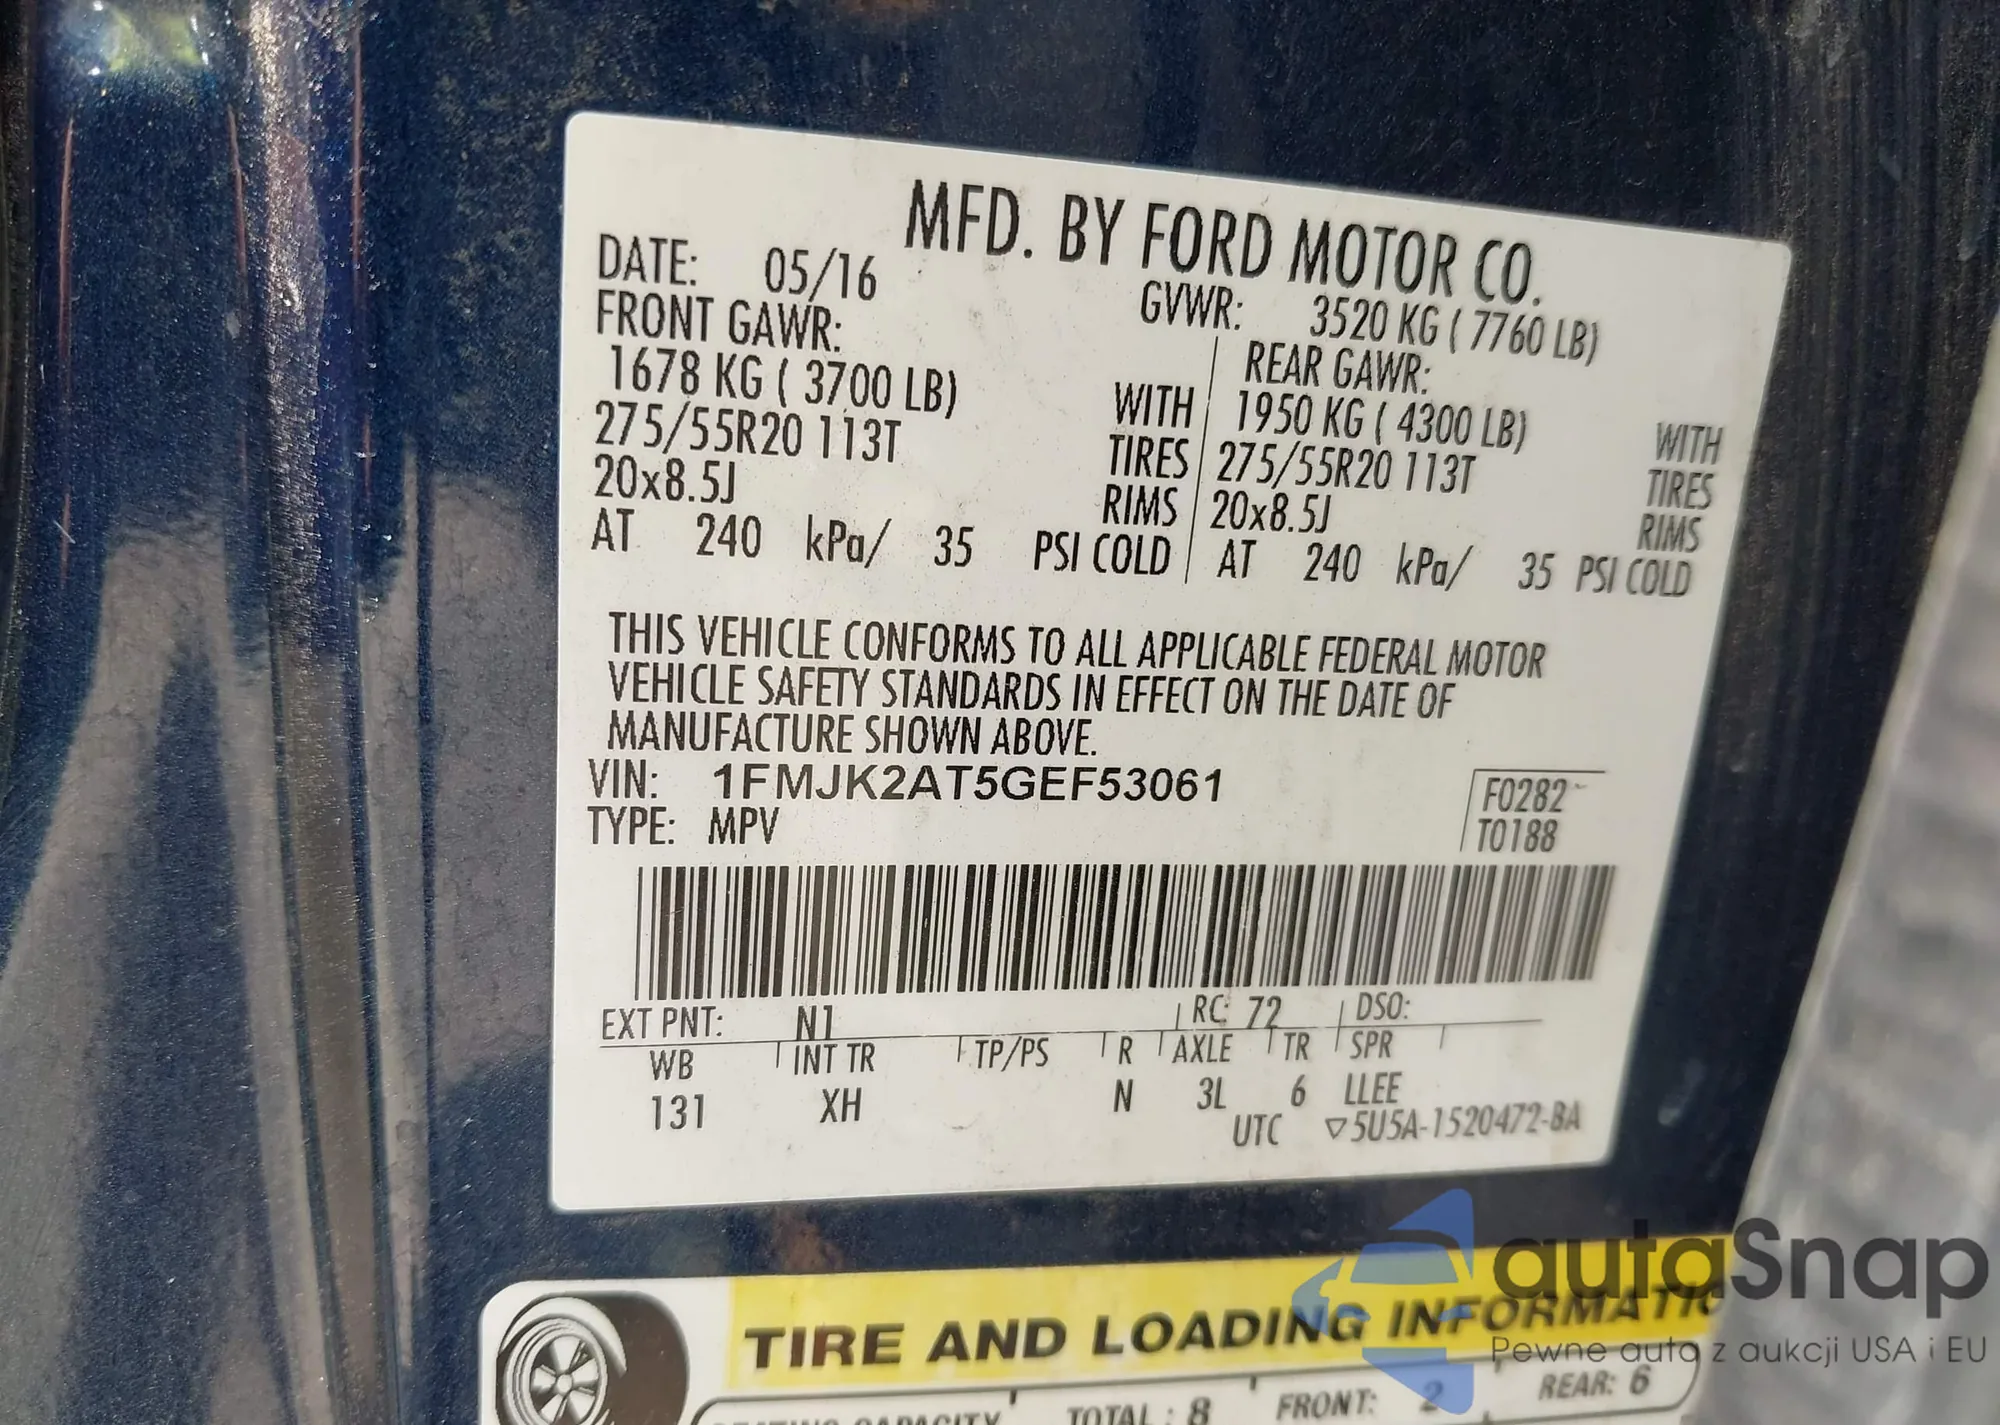 MFD. BY FORD MOTOR CO.
DATE: 05/16 GVWR: 3520 KG ( 7760 LB)
FRONT GAWR: REAR GAWR:
1678 KG ( 3700 LB) WITH 1950 KG ( 4300 LB) WITH
275/55R20 113T TIRES 275/55R20 113T TIRES
20x8.5J RIMS 20x8.5J RIMS
AT 240 kPa/ 35 PSI COLD AT 240 kPa/ 35 PSI COLD
THIS VEHICLE CONFORMS TO ALL APPLICABLE FEDERAL MOTOR
VEHICLE SAFETY STANDARDS IN EFFECT ON THE DATE OF
MANUFACTURE SHOWN ABOVE.
VIN: 1FMJK2AT5GEF53061 F0282
TYPE: MPV T0188
EXT PNT: N1 RC: 72 DSO:
WB INT TR TP/PS R AXLE TR SPR
131 XH N 3L 6 LLEE
UTC ▽5U5A-1520472-BA
TIRE AND LOADING INFORMATIO
SEATING CAPACITY TOTAL : 8 FRONT: 2 REAR: 6
autaSnap
Pewne auta z aukcji USA i EU